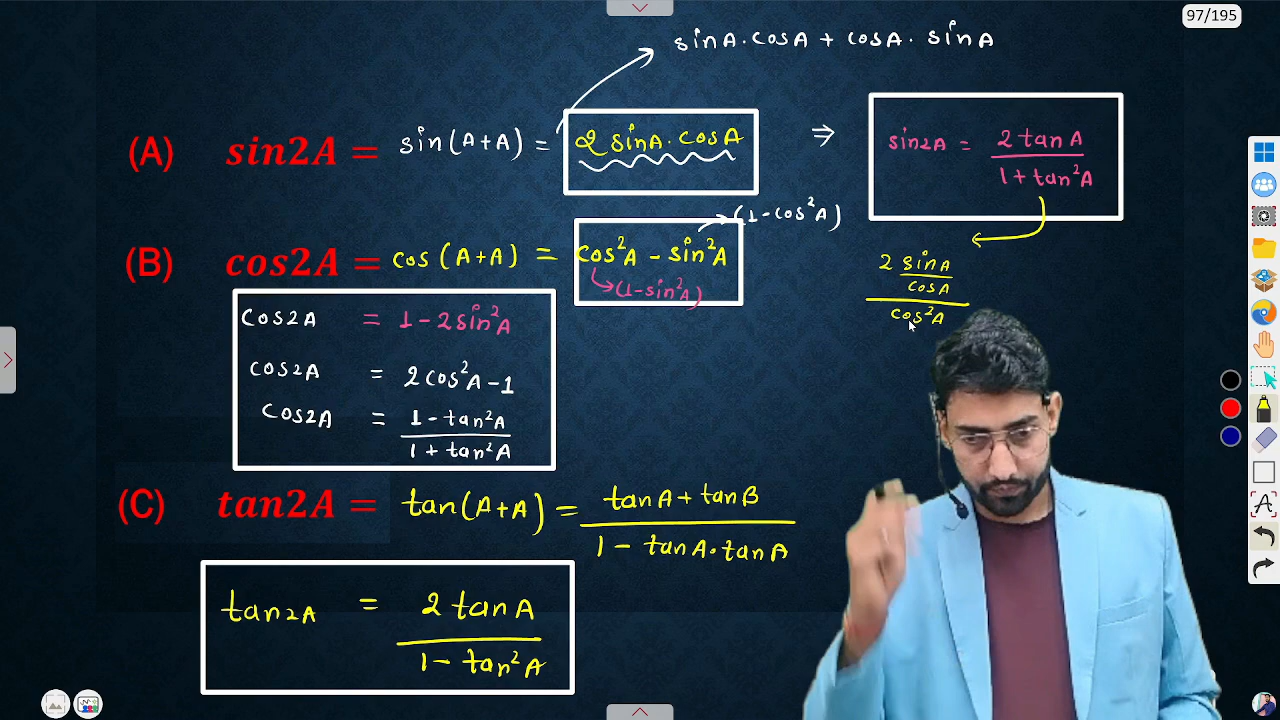 97/195
sinA.cosA + cosA. sinA
(A) sin2A = sin(A+A) = 2 sinA.cosA ⇒ sin2A = 2 tanA / 1 + tan²A
(B) cos2A = cos (A+A) = cos²A - sin²A
(1-cos²A)
(1-sin²A)
2 sinA / cosA
cos²A
cos2A = 1 - 2sin²A
cos2A = 2cos²A - 1
cos2A = 1 - tan²A / 1 + tan²A
(C) tan2A = tan(A+A) = tanA + tanB / 1 - tanA.tanA
tan2A = 2 tanA / 1 - tan²A